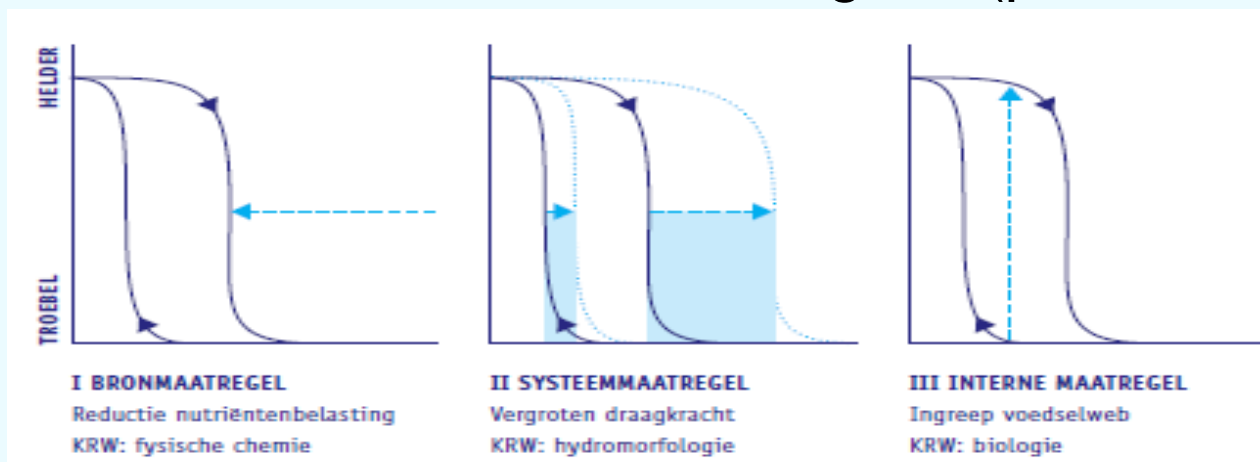 HELDER
TROEBEL
I BRONMAATREGEL
Reductie nutriëntenbelasting
KRW: fysische chemie
II SYSTEEMMAATREGEL
Vergroten draagkracht
KRW: hydromorfologie
III INTERNE MAATREGEL
Ingreep voedselweb
KRW: biologie